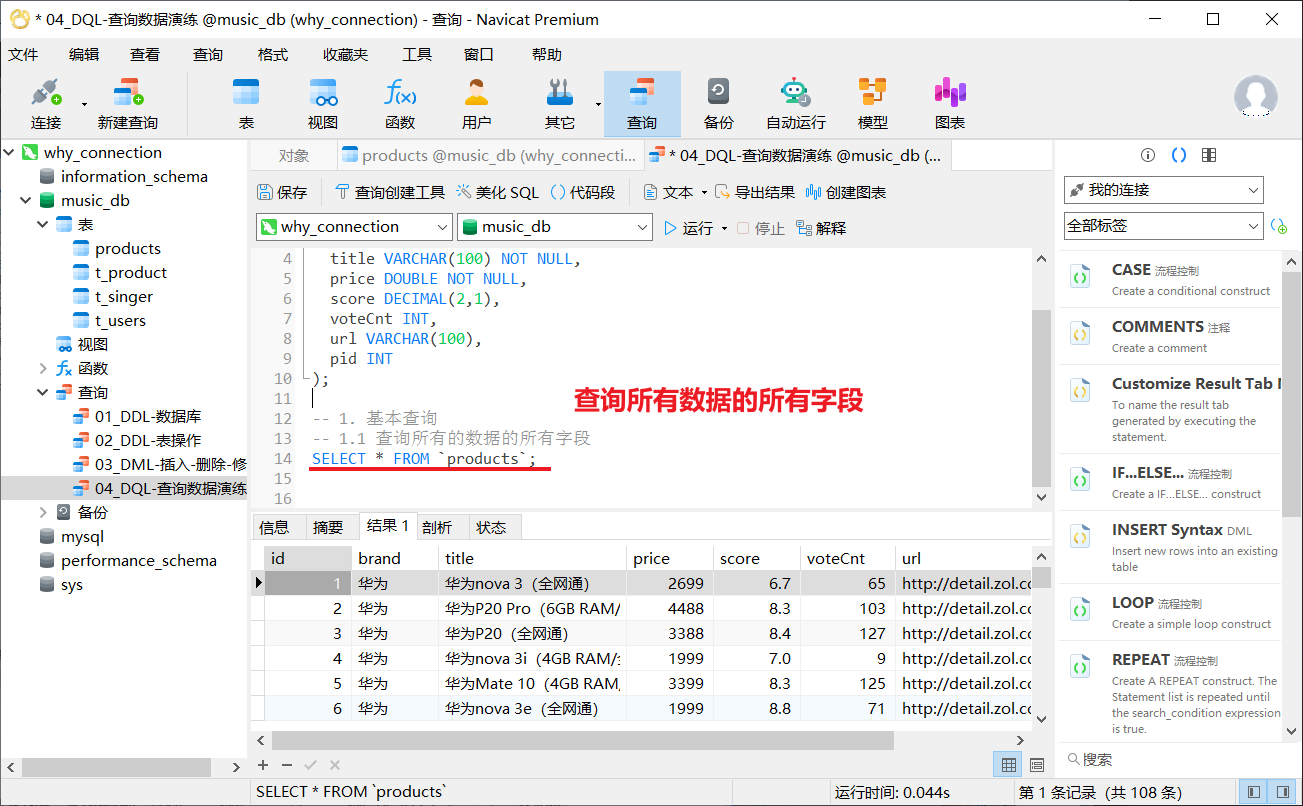 * 04_DQL-查询数据演练 @music_db (why_connection) - 查询 - Navicat Premium
文件 编辑 查看 查询 格式 收藏夹 工具 窗口 帮助
连接 新建查询 表 视图 函数 用户 其它 查询 备份 自动运行 模型 图表
why_connection
information_schema
music_db
表
products
t_product
t_singer
t_users
视图
函数
查询
01_DDL-数据库
02_DDL-表操作
03_DML-插入-删除-修
04_DQL-查询数据演练
备份
mysql
performance_schema
sys
对象 products @music_db (why_connecti... * 04_DQL-查询数据演练 @music_db (...
保存 查询创建工具 美化 SQL 代码段 文本 导出结果 创建图表
why_connection music_db 运行 停止 解释
4 title VARCHAR(100) NOT NULL,
5 price DOUBLE NOT NULL,
6 score DECIMAL(2,1),
7 voteCnt INT,
8 url VARCHAR(100),
9 pid INT
10 );
11
12 -- 1. 基本查询
13 -- 1.1 查询所有的数据的所有字段
14 SELECT * FROM `products`;
15
16
查询所有数据的所有字段
信息 摘要 结果 1 剖析 状态
id brand title price score voteCnt url
1 华为 华为nova 3（全网通） 2699 6.7 65 http://detail.zol.cc
2 华为 华为P20 Pro（6GB RAM/ 4488 8.3 103 http://detail.zol.cc
3 华为 华为P20（全网通） 3388 8.4 127 http://detail.zol.cc
4 华为 华为nova 3i（4GB RAM/ 1999 7.0 9 http://detail.zol.cc
5 华为 华为Mate 10（4GB RAM, 3399 8.3 125 http://detail.zol.cc
6 华为 华为nova 3e（全网通） 1999 8.8 71 http://detail.zol.cc
我的连接
全部标签
CASE 流程控制
Create a conditional construct
COMMENTS 注释
Create a comment
Customize Result Tab N
To name the result tab
generated by executing the
statement.
IF...ELSE... 流程控制
Create a IF...ELSE... construct
INSERT Syntax DML
Insert new rows into an existing
table
LOOP 流程控制
Create a simple loop construct
REPEAT 流程控制
Create A REPEAT construct. The
Statement list is repeated until
the search_condition expression
is true.
搜索
SELECT * FROM `products` 运行时间: 0.044s 第 1 条记录 (共 108 条)